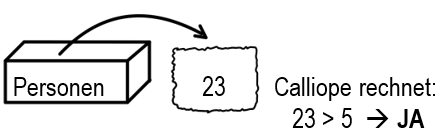 Personen
23
Calliope rechnet:
23 > 5 → JA